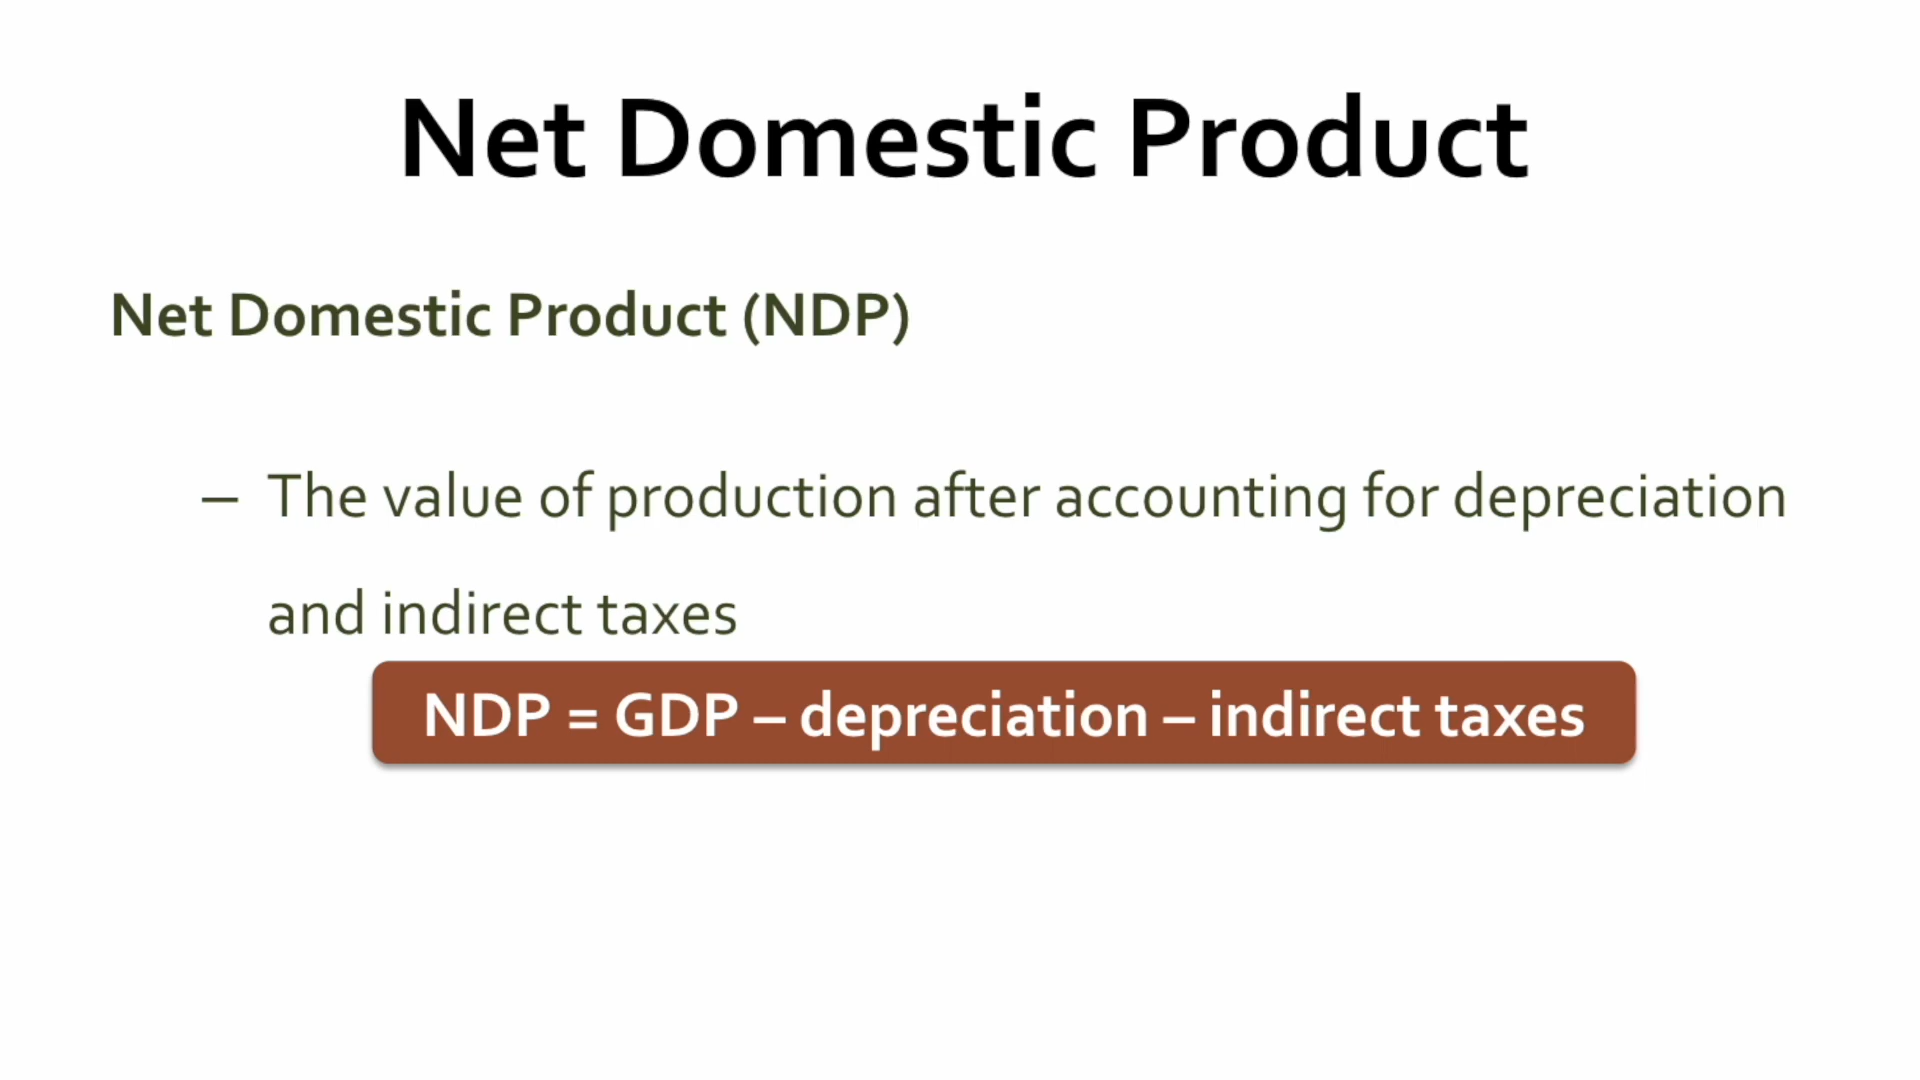 Net Domestic Product
Net Domestic Product (NDP)
– The value of production after accounting for depreciation
and indirect taxes
NDP = GDP – depreciation – indirect taxes